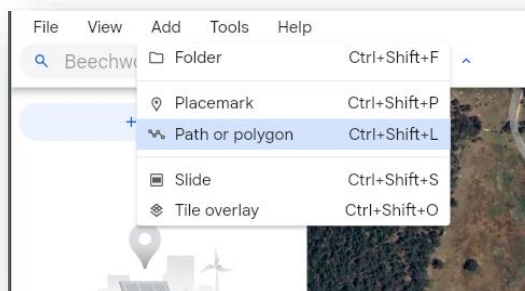 File View Add Tools Help
Beechwo
Folder Ctrl+Shift+F
Placemark Ctrl+Shift+P
+
Path or polygon Ctrl+Shift+L
Slide Ctrl+Shift+S
Tile overlay Ctrl+Shift+O